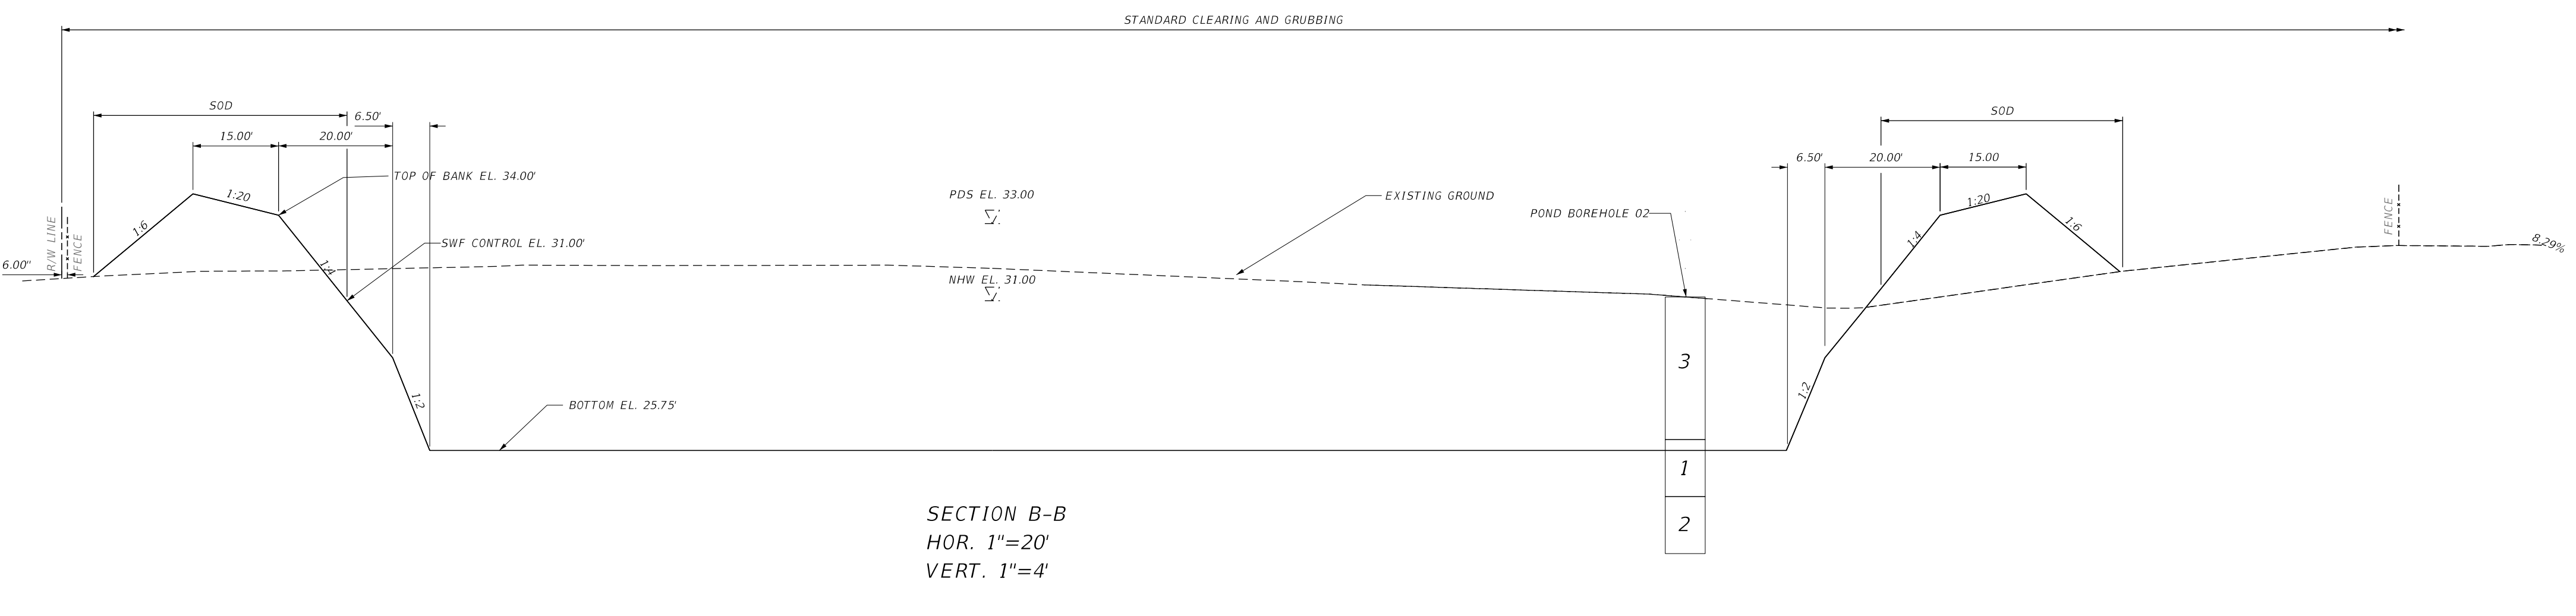 STANDARD CLEARING AND GRUBBING
SOD
6.50'
15.00'
20.00'
TOP OF BANK EL. 34.00'
1:20
1:6
R/W LINE
FENCE
6.00"
SWF CONTROL EL. 31.00'
1:4
1:2
BOTTOM EL. 25.75'
PDS EL. 33.00
NHW EL. 31.00
EXISTING GROUND
POND BOREHOLE 02
3
1
2
SOD
6.50'
20.00'
15.00
1:20
1:6
1:4
1:2
FENCE
8.29%
SECTION B-B
HOR. 1"=20'
VERT. 1"=4'